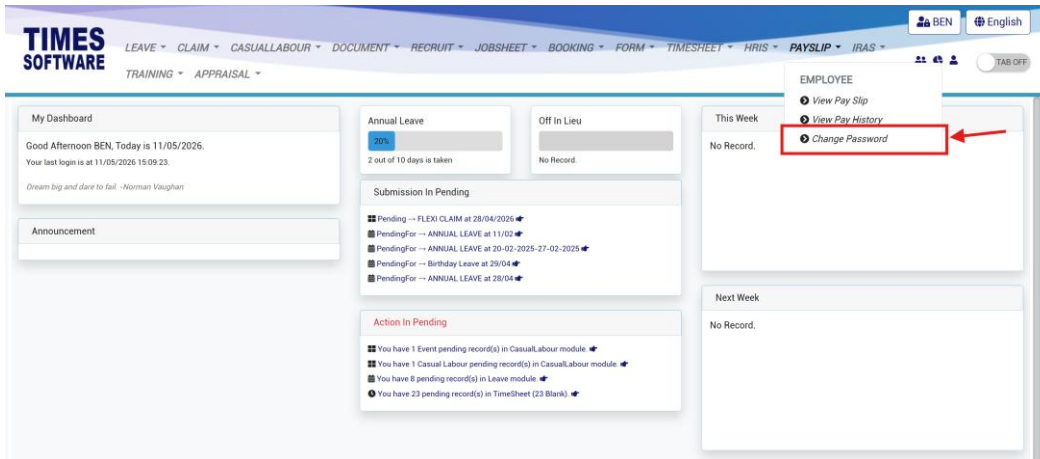 BEN
English
TIMES
SOFTWARE
LEAVE CLAIM CASUALLABOUR DOCUMENT RECRUIT JOBSHEET BOOKING FORM TIMESHEET HRIS PAYSLIP IRAS
TRAINING APPRAISAL
TAB OFF
EMPLOYEE
View Pay Slip
View Pay History
Change Password
My Dashboard
Good Afternoon BEN, Today is 11/05/2026.
Your last login is at 11/05/2026 15:09:23.
Dream big and dare to fail. -Norman Vaughan
Announcement
Annual Leave
20%
2 out of 10 days is taken
Off In Lieu
No Record.
Submission In Pending
Pending → FLEXI CLAIM at 28/04/2026
PendingFor → ANNUAL LEAVE at 11/02
PendingFor → ANNUAL LEAVE at 20-02-2025-27-02-2025
PendingFor → Birthday Leave at 29/04
PendingFor → ANNUAL LEAVE at 28/04
Action In Pending
You have 1 Event pending record(s) in CasualLabour module.
You have 1 Casual Labour pending record(s) in CasualLabour module.
You have 8 pending record(s) in Leave module.
You have 23 pending record(s) in TimeSheet (23 Blank).
This Week
No Record.
Next Week
No Record.